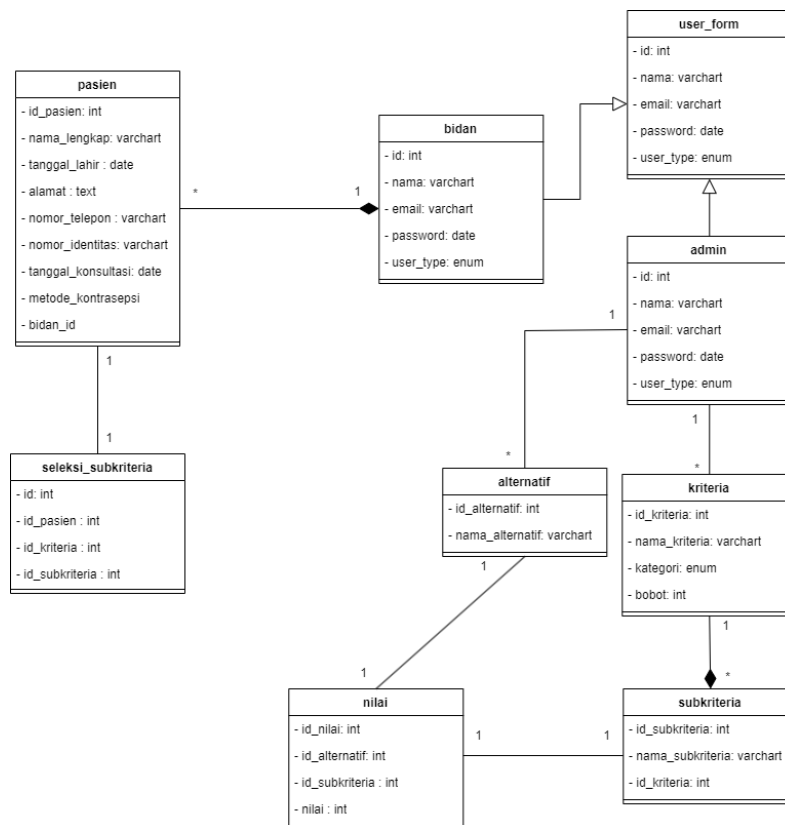 user_form
- id: int
- nama: varchart
- email: varchart
- password: date
- user_type: enum
pasien
- id_pasien: int
- nama_lengkap: varchart
- tanggal_lahir : date
- alamat : text
- nomor_telepon : varchart
- nomor_identitas: varchart
- tanggal_konsultasi: date
- metode_kontrasepsi
- bidan_id
*
1
bidan
- id: int
- nama: varchart
- email: varchart
- password: date
- user_type: enum
admin
- id: int
- nama: varchart
- email: varchart
- password: date
- user_type: enum
1
1
1
1
*
*
seleksi_subkriteria
- id: int
- id_pasien : int
- id_kriteria : int
- id_subkriteria : int
alternatif
- id_alternatif: int
- nama_alternatif: varchart
kriteria
- id_kriteria: int
- nama_kriteria: varchart
- kategori: enum
- bobot: int
1
1
1
*
nilai
- id_nilai: int
- id_alternatif: int
- id_subkriteria : int
- nilai : int
1
1
subkriteria
- id_subkriteria: int
- nama_subkriteria: varchart
- id_kriteria: int